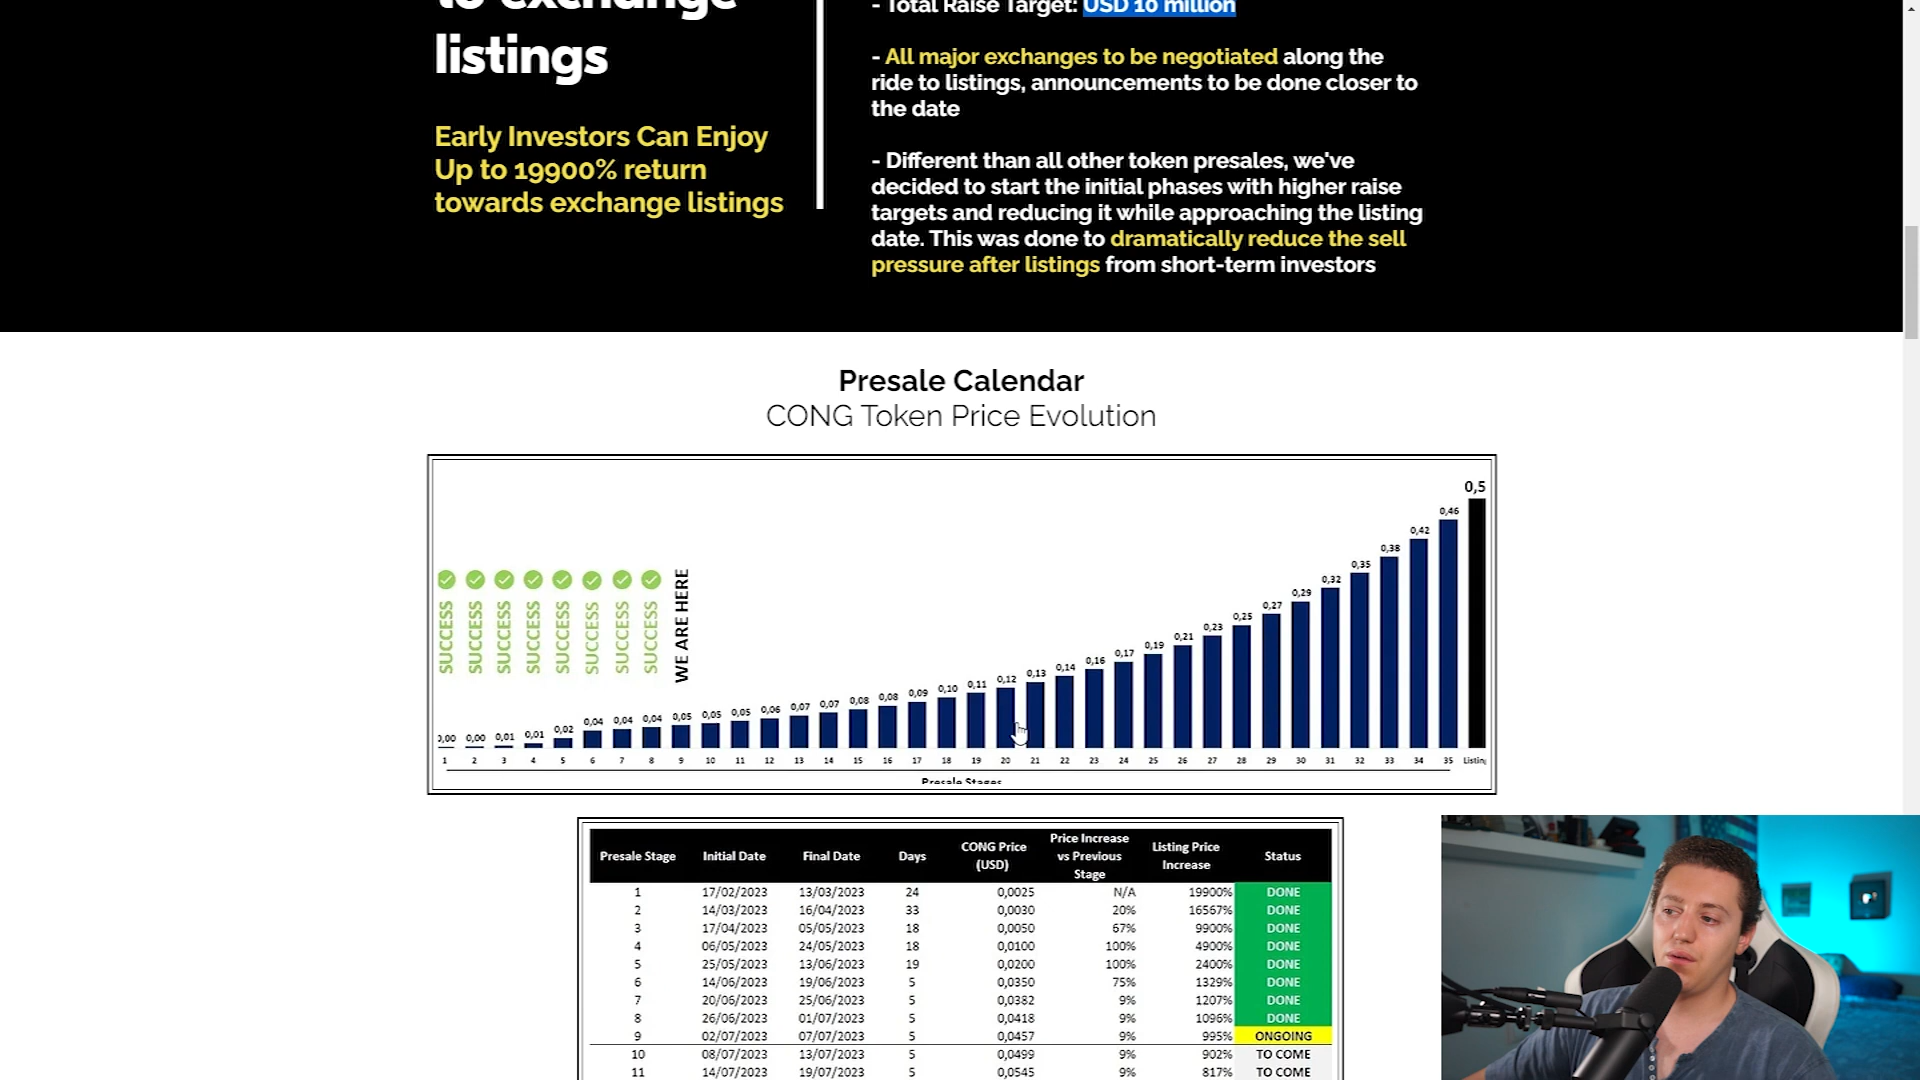 to exchange
listings
Early Investors Can Enjoy
Up to 19900% return
towards exchange listings
- Total Raise Target: USD 10 million
- All major exchanges to be negotiated along the
ride to listings, announcements to be done closer to
the date
- Different than all other token presales, we've
decided to start the initial phases with higher raise
targets and reducing it while approaching the listing
date. This was done to dramatically reduce the sell
pressure after listings from short-term investors
Presale Calendar
CONG Token Price Evolution
SUCCESS SUCCESS SUCCESS SUCCESS SUCCESS SUCCESS SUCCESS SUCCESS WE ARE HERE
0,00 0,00 0,01 0,01 0,02 0,04 0,04 0,04 0,05 0,05 0,05 0,06 0,07 0,07 0,08 0,08 0,09 0,10 0,11 0,12 0,13 0,14 0,16 0,17 0,19 0,21 0,23 0,25 0,27 0,29 0,32 0,35 0,38 0,42 0,46 0,5
1 2 3 4 5 6 7 8 9 10 11 12 13 14 15 16 17 18 19 20 21 22 23 24 25 26 27 28 29 30 31 32 33 34 35 Listing
Presale Stages
Presale Stage Initial Date Final Date Days CONG Price (USD) Price Increase vs Previous Stage Listing Price Increase Status
1 17/02/2023 13/03/2023 24 0,0025 N/A 19900% DONE
2 14/03/2023 16/04/2023 33 0,0030 20% 16567% DONE
3 17/04/2023 05/05/2023 18 0,0050 67% 9900% DONE
4 06/05/2023 24/05/2023 18 0,0100 100% 4900% DONE
5 25/05/2023 13/06/2023 19 0,0200 100% 2400% DONE
6 14/06/2023 19/06/2023 5 0,0350 75% 1329% DONE
7 20/06/2023 25/06/2023 5 0,0382 9% 1207% DONE
8 26/06/2023 01/07/2023 5 0,0418 9% 1096% DONE
9 02/07/2023 07/07/2023 5 0,0457 9% 995% ONGOING
10 08/07/2023 13/07/2023 5 0,0499 9% 902% TO COME
11 14/07/2023 19/07/2023 5 0,0545 9% 817% TO COME